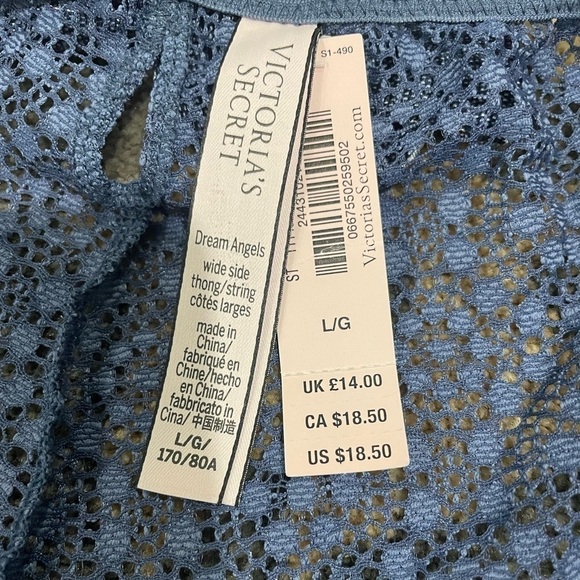 VICTORIA'S
SECRET
Dream Angels
wide side
thong/string
côtés larges
made in
China/
fabriqué en
Chine/hecho
en China/
fabbricato in
Cina/中国制造
L/G/
170/80A
S1-490
0667550259502
VictoriasSecret.com
L/G
UK £14.00
CA $18.50
US $18.50